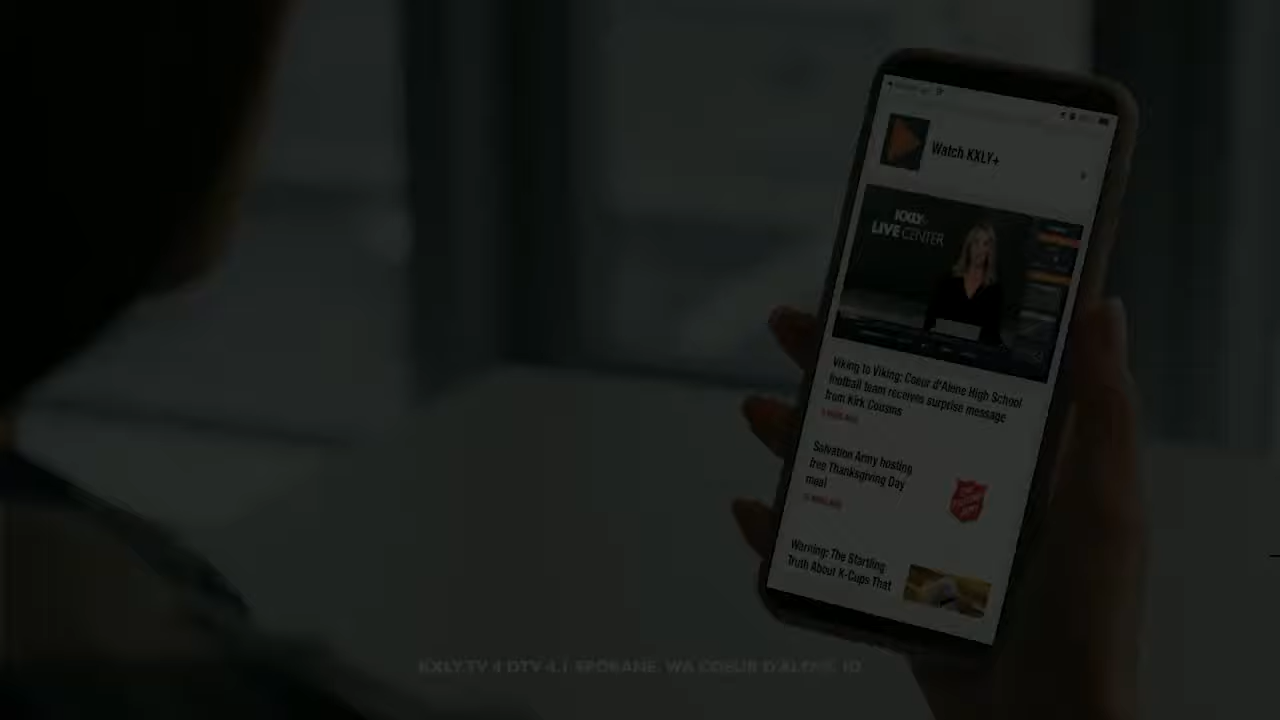 Watch KXLY+
KXLY
LIVE CENTER
Viking to Viking: Coeur d'Alene High School
football team receives surprise message
from Kirk Cousins
Salvation Army hosting
free Thanksgiving Day
meal
Warning: The Startling
Truth About K-Cups That
KXLY-TV 4 DTV 4.1 SPOKANE, WA COEUR D'ALENE, ID